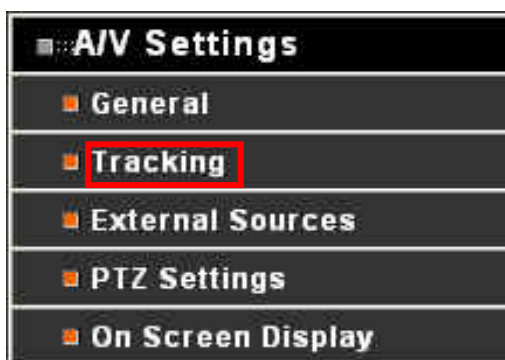 A/V Settings
General
Tracking
External Sources
PTZ Settings
On Screen Display